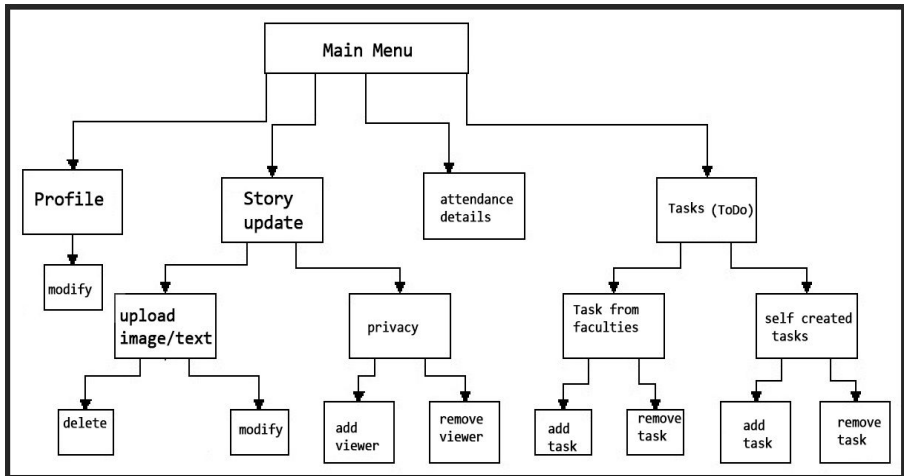 Main Menu
Profile
Story
update
attendance
details
Tasks (ToDo)
modify
upload
image/text
privacy
Task from
faculties
self created
tasks
delete
modify
add
viewer
remove
viewer
add
task
remove
task
add
task
remove
task